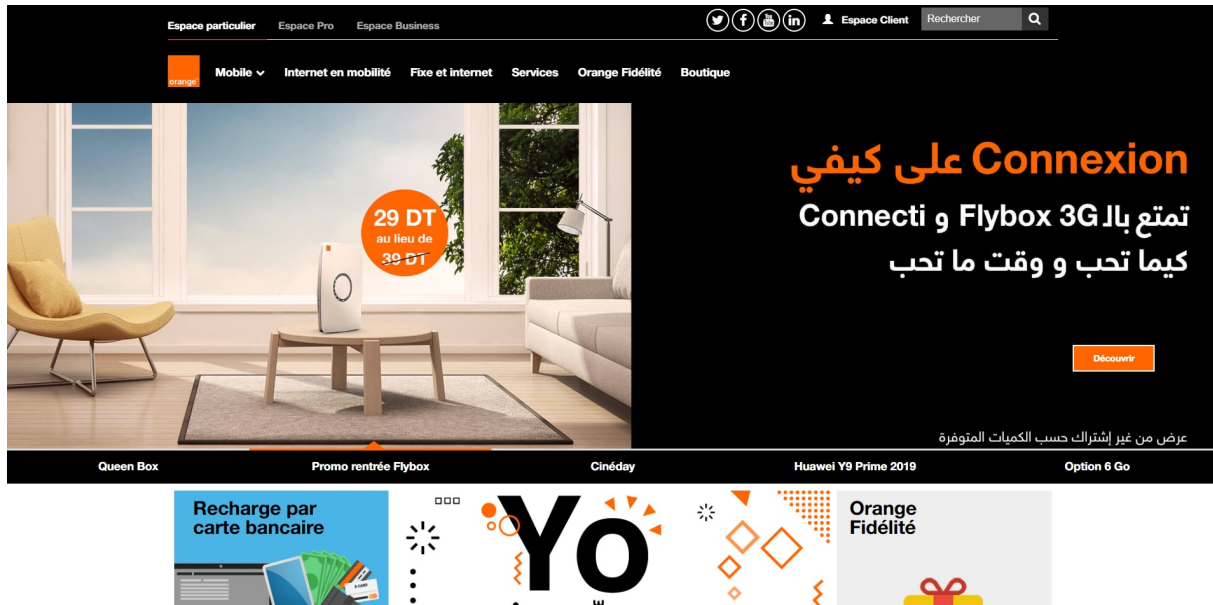 Espace particulier Espace Pro Espace Business Espace Client Rechercher
orange
Mobile Internet en mobilité Fixe et internet Services Orange Fidélité Boutique
29 DT
au lieu de
39 DT
Connexion على كيفي
تمتع بالـ Flybox 3G و Connecti
كيما تحب و وقت ما تحب
Découvrir
عرض من غير إشتراك حسب الكميات المتوفرة
Queen Box Promo rentrée Flybox Cinéday Huawei Y9 Prime 2019 Option 6 Go
Recharge par
carte bancaire
Yo
Orange
Fidélité